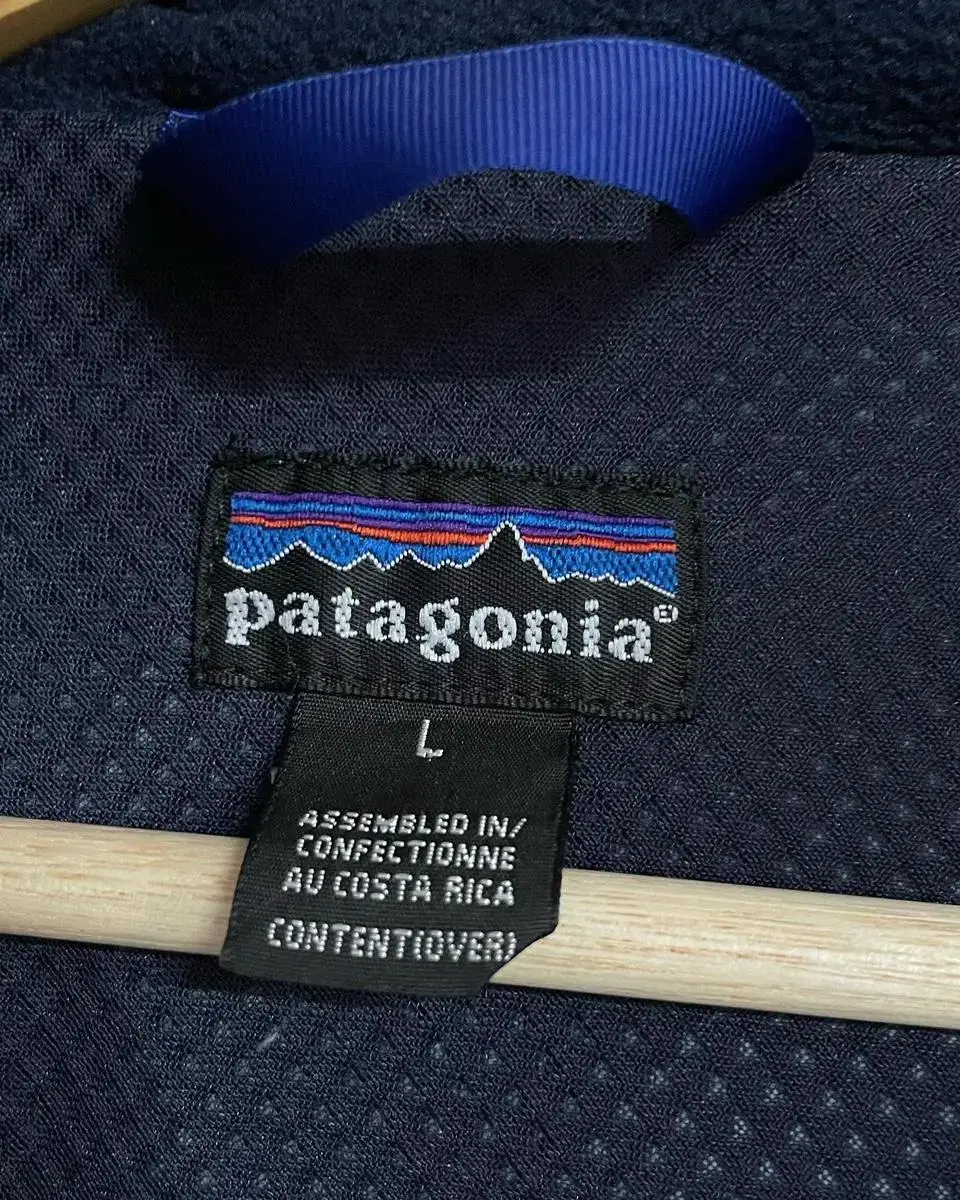 patagonia®
L
ASSEMBLED IN/
CONFECTIONNE
AU COSTA RICA
CONTENT(OVER)